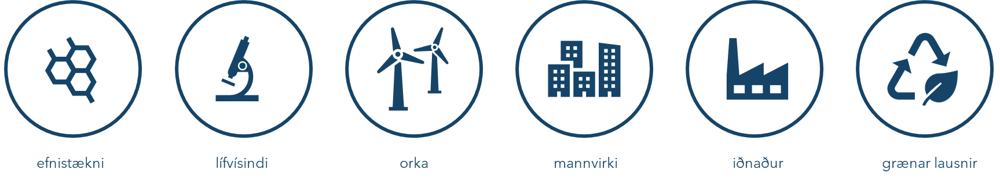 efnistækni
lífvísindi
orka
mannvirki
iðnaður
grænar lausnir